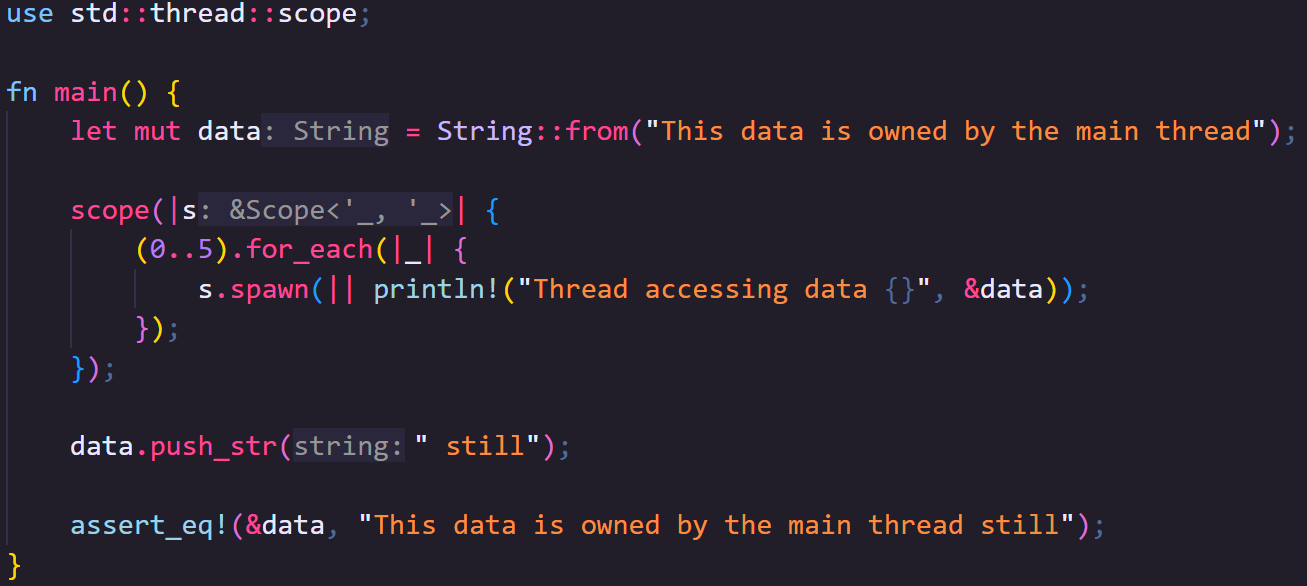 use std::thread::scope;
fn main() {
    let mut data: String = String::from("This data is owned by the main thread");
    scope(|s: &Scope<'_, '_>| {
        (0..5).for_each(|_| {
            s.spawn(|| println!("Thread accessing data {}", &data));
        });
    });
    data.push_str(string: " still");
    assert_eq!(&data, "This data is owned by the main thread still");
}